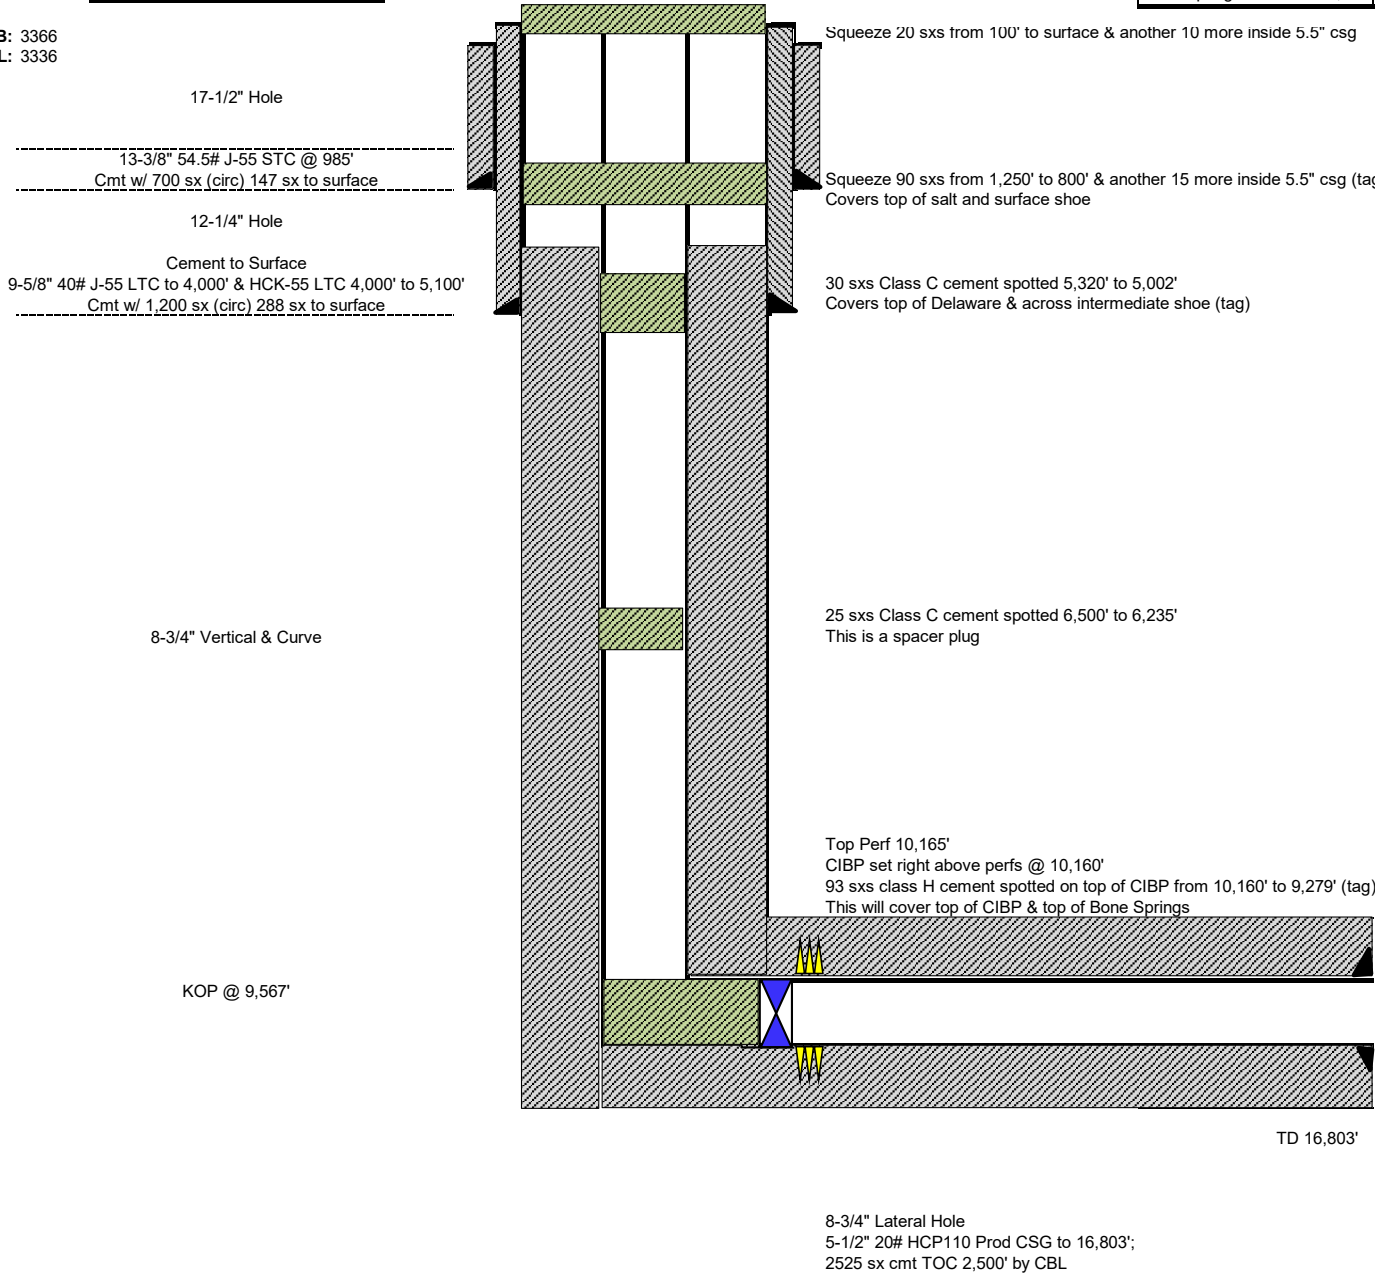 3366
3336
Squeeze 20 sxs from 100' to surface & another 10 more inside 5.5" csg
17-1/2" Hole
13-3/8" 54.5# J-55 STC @ 985'
Cmt w/ 700 sx (circ) 147 sx to surface
Squeeze 90 sxs from 1,250' to 800' & another 15 more inside 5.5" csg
Covers top of salt and surface shoe
12-1/4" Hole
Cement to Surface
9-5/8" 40# J-55 LTC to 4,000' & HCK-55 LTC 4,000' to 5,100'
Cmt w/ 1,200 sx (circ) 288 sx to surface
30 sxs Class C cement spotted 5,320' to 5,002'
Covers top of Delaware & across intermediate shoe (tag)
25 sxs Class C cement spotted 6,500' to 6,235'
This is a spacer plug
8-3/4" Vertical & Curve
Top Perf 10,165'
CIBP set right above perfs @ 10,160'
93 sxs class H cement spotted on top of CIBP from 10,160' to 9,279' (tag)
This will cover top of CIBP & top of Bone Springs
KOP @ 9,567'
TD 16,803'
8-3/4" Lateral Hole
5-1/2" 20# HCP110 Prod CSG to 16,803';
2525 sx cmt TOC 2,500' by CBL